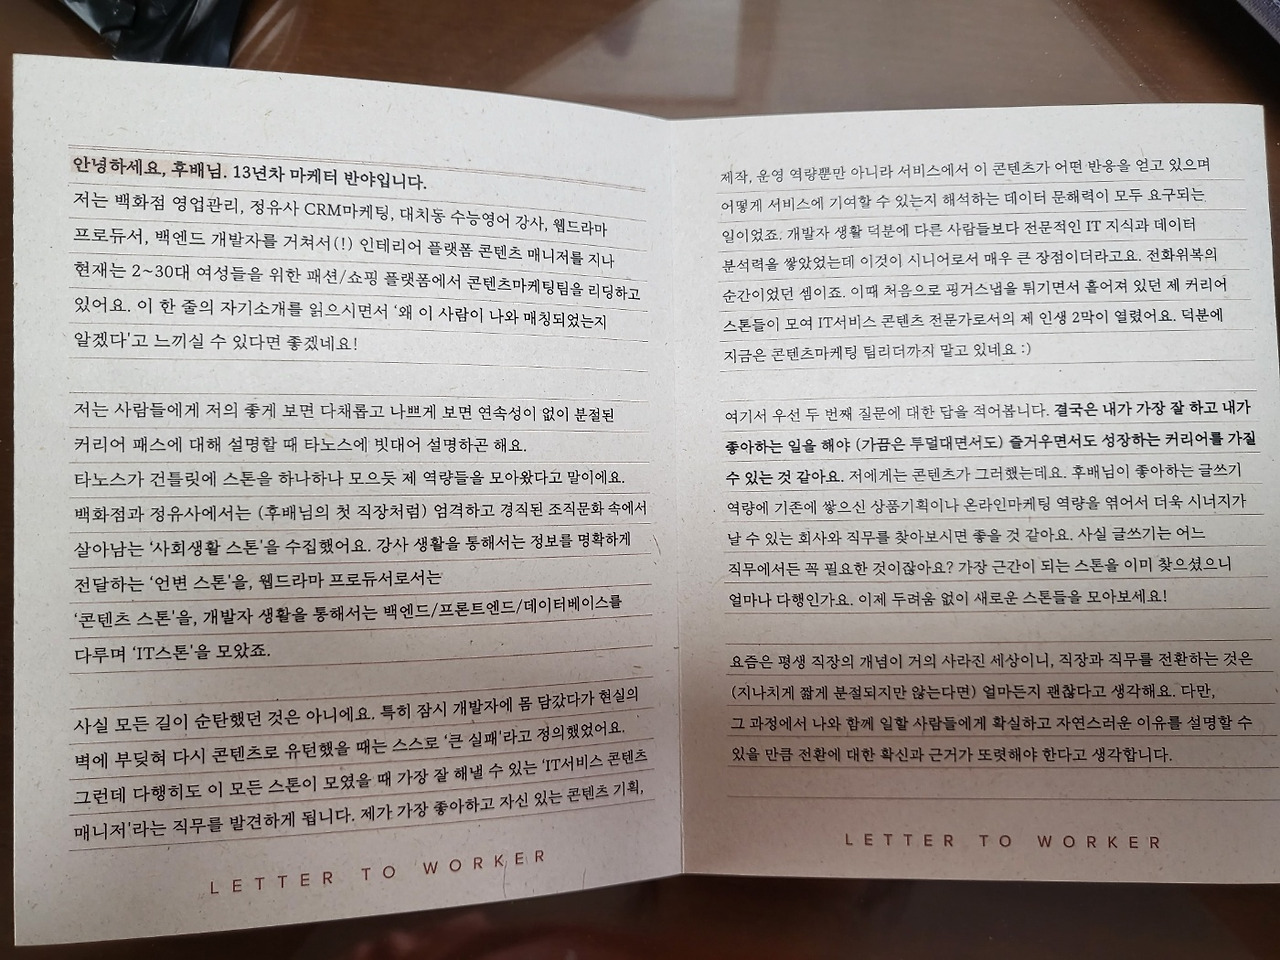 안녕하세요, 후배님. 13년차 마케터 반야입니다.
저는 백화점 영업관리, 정유사 CRM마케팅, 대치동 수능영어 강사, 웹드라마
프로듀서, 백엔드 개발자를 거쳐서(!) 인테리어 플랫폼 콘텐츠 매니저를 지나
현재는 2~30대 여성들을 위한 패션/쇼핑 플랫폼에서 콘텐츠마케팅팀을 리딩하고
있어요. 이 한 줄의 자기소개를 읽으시면서 ‘왜 이 사람이 나와 매칭되었는지
알겠다’고 느끼실 수 있다면 좋겠네요!
저는 사람들에게 저의 좋게 보면 다채롭고 나쁘게 보면 연속성이 없이 분절된
커리어 패스에 대해 설명할 때 타노스에 빗대어 설명하곤 해요.
타노스가 건틀릿에 스톤을 하나하나 모으듯 제 역량들을 모아왔다고 말이에요.
백화점과 정유사에서는 (후배님의 첫 직장처럼) 엄격하고 경직된 조직문화 속에서
살아남는 ‘사회생활 스톤’을 수집했어요. 강사 생활을 통해서는 정보를 명확하게
전달하는 ‘언변 스톤’을, 웹드라마 프로듀서로서는
‘콘텐츠 스톤’을, 개발자 생활을 통해서는 백엔드/프론트엔드/데이터베이스를
다루며 ‘IT스톤’을 모았죠.
사실 모든 길이 순탄했던 것은 아니에요. 특히 잠시 개발자에 몸 담갔다가 현실의
벽에 부딪혀 다시 콘텐츠로 유턴했을 때는 스스로 ‘큰 실패’라고 정의했었어요.
그런데 다행히도 이 모든 스톤이 모였을 때 가장 잘 해낼 수 있는 ‘IT서비스 콘텐츠
매니저’라는 직무를 발견하게 됩니다. 제가 가장 좋아하고 자신 있는 콘텐츠 기획,
LETTER TO WORKER
제작, 운영 역량뿐만 아니라 서비스에서 이 콘텐츠가 어떤 반응을 얻고 있으며
어떻게 서비스에 기여할 수 있는지 해석하는 데이터 문해력이 모두 요구되는
일이었죠. 개발자 생활 덕분에 다른 사람들보다 전문적인 IT 지식과 데이터
분석력을 쌓았었는데 이것이 시니어로서 매우 큰 장점이더라고요. 전화위복의
순간이었던 셈이죠. 이때 처음으로 핑거스냅을 튀기면서 흩어져 있던 제 커리어
스톤들이 모여 IT서비스 콘텐츠 전문가로서의 제 인생 2막이 열렸어요. 덕분에
지금은 콘텐츠마케팅 팀리더까지 맡고 있네요 :)
여기서 우선 두 번째 질문에 대한 답을 적어봅니다. 결국은 내가 가장 잘 하고 내가
좋아하는 일을 해야 (가끔은 투덜대면서도) 즐거우면서도 성장하는 커리어를 가질
수 있는 것 같아요. 저에게는 콘텐츠가 그러했는데요. 후배님이 좋아하는 글쓰기
역량에 기존에 쌓으신 상품기획이나 온라인마케팅 역량을 엮어서 더욱 시너지가
날 수 있는 회사와 직무를 찾아보시면 좋을 것 같아요. 사실 글쓰기는 어느
직무에서든 꼭 필요한 것이잖아요? 가장 근간이 되는 스톤을 이미 찾으셨으니
얼마나 다행인가요. 이제 두려움 없이 새로운 스톤들을 모아보세요!
요즘은 평생 직장의 개념이 거의 사라진 세상이니, 직장과 직무를 전환하는 것은
(지나치게 짧게 분절되지만 않는다면) 얼마든지 괜찮다고 생각해요. 다만,
그 과정에서 나와 함께 일할 사람들에게 확실하고 자연스러운 이유를 설명할 수
있을 만큼 전환에 대한 확신과 근거가 또렷해야 한다고 생각합니다.
LETTER TO WORKER